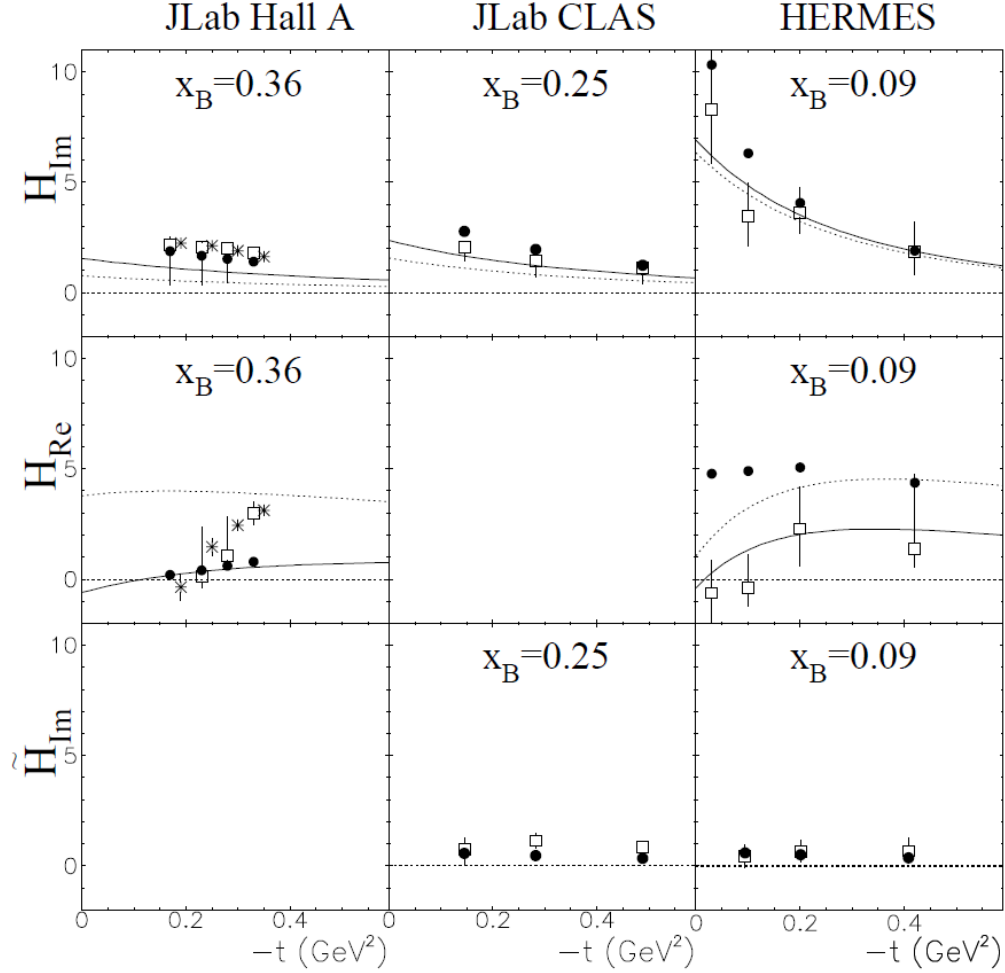 JLab Hall A JLab CLAS HERMES
10
x_B=0.36 x_B=0.25 x_B=0.09
H_Im
5
0
10
x_B=0.36 x_B=0.09
H_Re
5
0
10
x_B=0.25 x_B=0.09
H̃_Im
5
0
0 0.2 0.4 0 0.2 0.4 0 0.2 0.4
−t (GeV²) −t (GeV²) −t (GeV²)